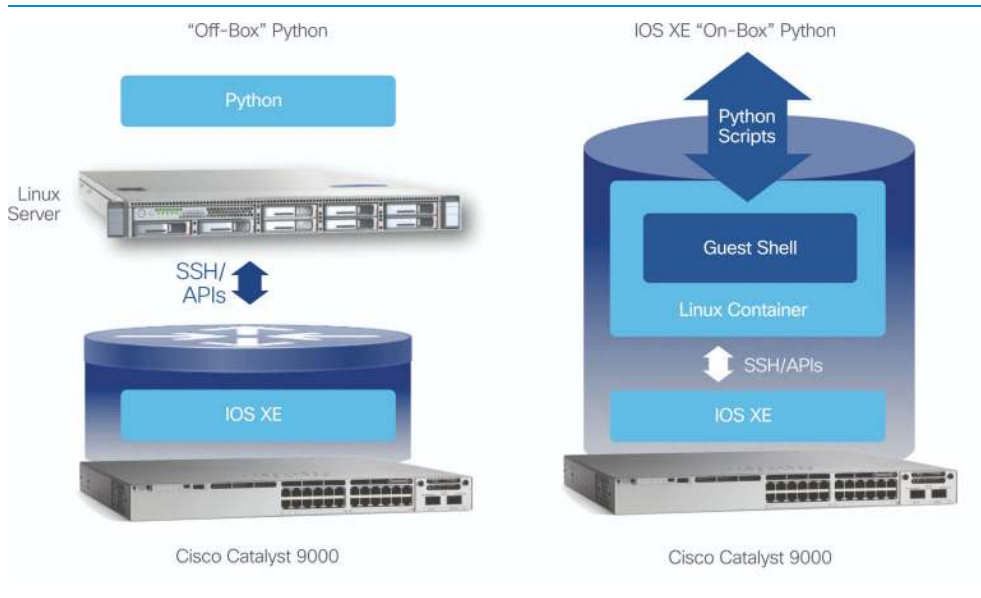 "Off-Box" Python
Python
Linux
Server
SSH/
APIs
IOS XE
Cisco Catalyst 9000
IOS XE "On-Box" Python
Python
Scripts
Guest Shell
Linux Container
SSH/APIs
IOS XE
Cisco Catalyst 9000